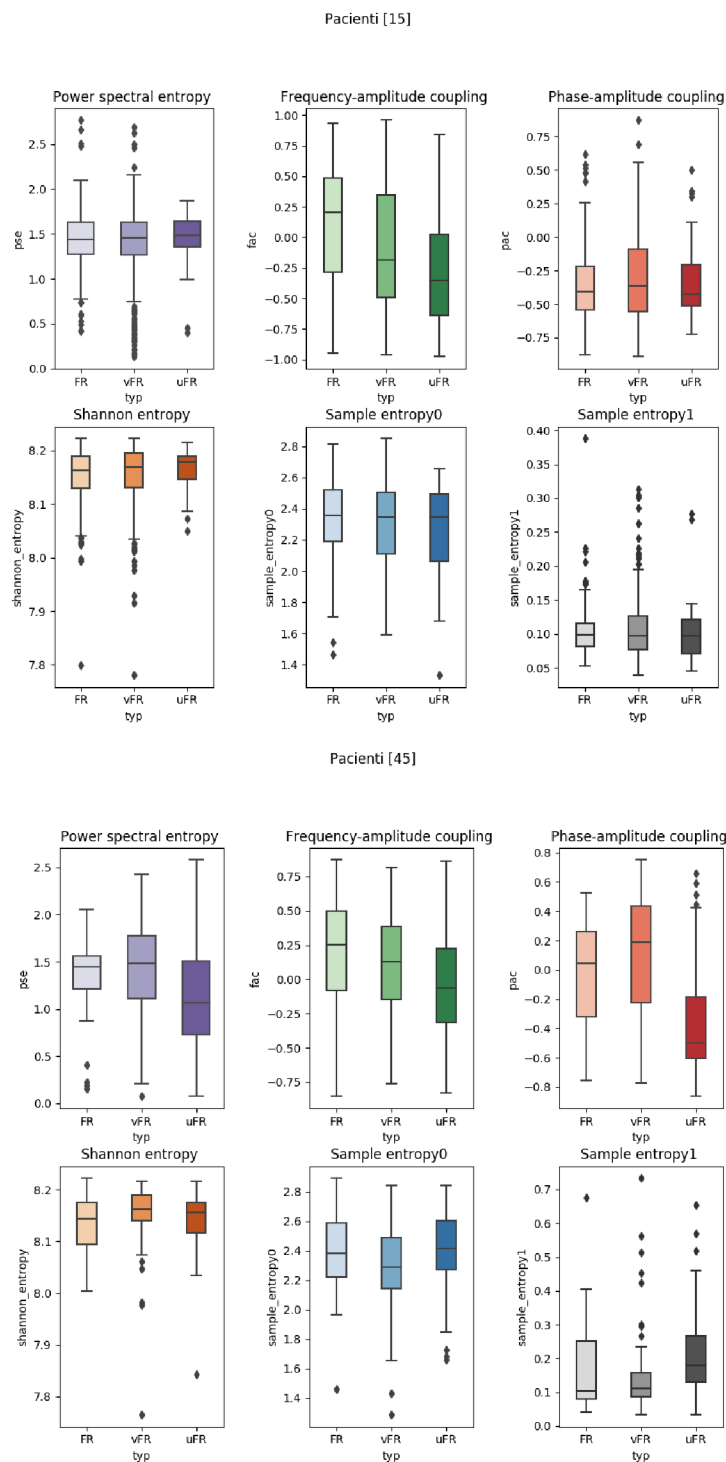 Pacienti [15]
Power spectral entropy
Frequency-amplitude coupling
Phase-amplitude coupling
2.5
2.0
1.5
1.0
0.5
0.0
pse
FR vFR uFR
typ
1.00
0.75
0.50
0.25
0.00
−0.25
−0.50
−0.75
−1.00
fac
FR vFR uFR
typ
0.75
0.50
0.25
0.00
−0.25
−0.50
−0.75
pac
FR vFR uFR
typ
Shannon entropy
Sample entropy0
Sample entropy1
8.2
8.1
8.0
7.9
7.8
shannon_entropy
FR vFR uFR
typ
2.8
2.6
2.4
2.2
2.0
1.8
1.6
1.4
sample_entropy0
FR vFR uFR
typ
0.40
0.35
0.30
0.25
0.20
0.15
0.10
0.05
sample_entropy1
FR vFR uFR
typ
Pacienti [45]
Power spectral entropy
Frequency-amplitude coupling
Phase-amplitude coupling
2.5
2.0
1.5
1.0
0.5
0.0
pse
FR vFR uFR
typ
0.75
0.50
0.25
0.00
−0.25
−0.50
−0.75
fac
FR vFR uFR
typ
0.8
0.6
0.4
0.2
0.0
−0.2
−0.4
−0.6
−0.8
pac
FR vFR uFR
typ
Shannon entropy
Sample entropy0
Sample entropy1
8.2
8.1
8.0
7.9
7.8
shannon_entropy
FR vFR uFR
typ
2.8
2.6
2.4
2.2
2.0
1.8
1.6
1.4
sample_entropy0
FR vFR uFR
typ
0.7
0.6
0.5
0.4
0.3
0.2
0.1
0.0
sample_entropy1
FR vFR uFR
typ